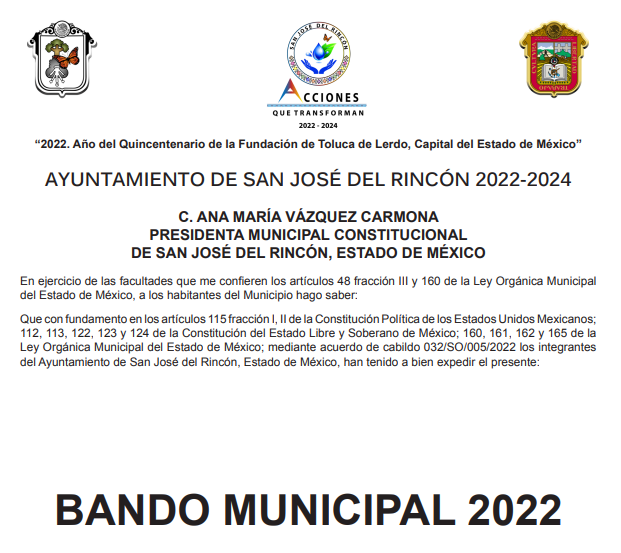 SAN JOSÉ DEL RINCÓN
ACCIONES
QUE TRANSFORMAN
2022 - 2024
“2022. Año del Quincentenario de la Fundación de Toluca de Lerdo, Capital del Estado de México”
AYUNTAMIENTO DE SAN JOSÉ DEL RINCÓN 2022-2024
C. ANA MARÍA VÁZQUEZ CARMONA
PRESIDENTA MUNICIPAL CONSTITUCIONAL
DE SAN JOSÉ DEL RINCÓN, ESTADO DE MÉXICO
En ejercicio de las facultades que me confieren los artículos 48 fracción III y 160 de la Ley Orgánica Municipal
del Estado de México, a los habitantes del Municipio hago saber:
Que con fundamento en los artículos 115 fracción I, II de la Constitución Política de los Estados Unidos Mexicanos;
112, 113, 122, 123 y 124 de la Constitución del Estado Libre y Soberano de México; 160, 161, 162 y 165 de la
Ley Orgánica Municipal del Estado de México; mediante acuerdo de cabildo 032/SO/005/2022 los integrantes
del Ayuntamiento de San José del Rincón, Estado de México, han tenido a bien expedir el presente:
BANDO MUNICIPAL 2022